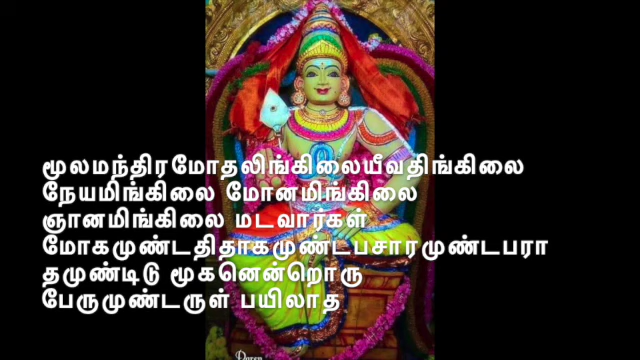 மூலமந்திரமோதலிங்கிலையீவதிங்கிலை
நேயமிங்கிலை மோனமிங்கிலை
ஞானமிங்கிலை மடவார்கள்
மோகமுண்டதிதாகமுண்டபசாரமுண்டபரா
தமுண்டிடு மூகனென்றொரு
பேருமுண்டருள் பயிலாத